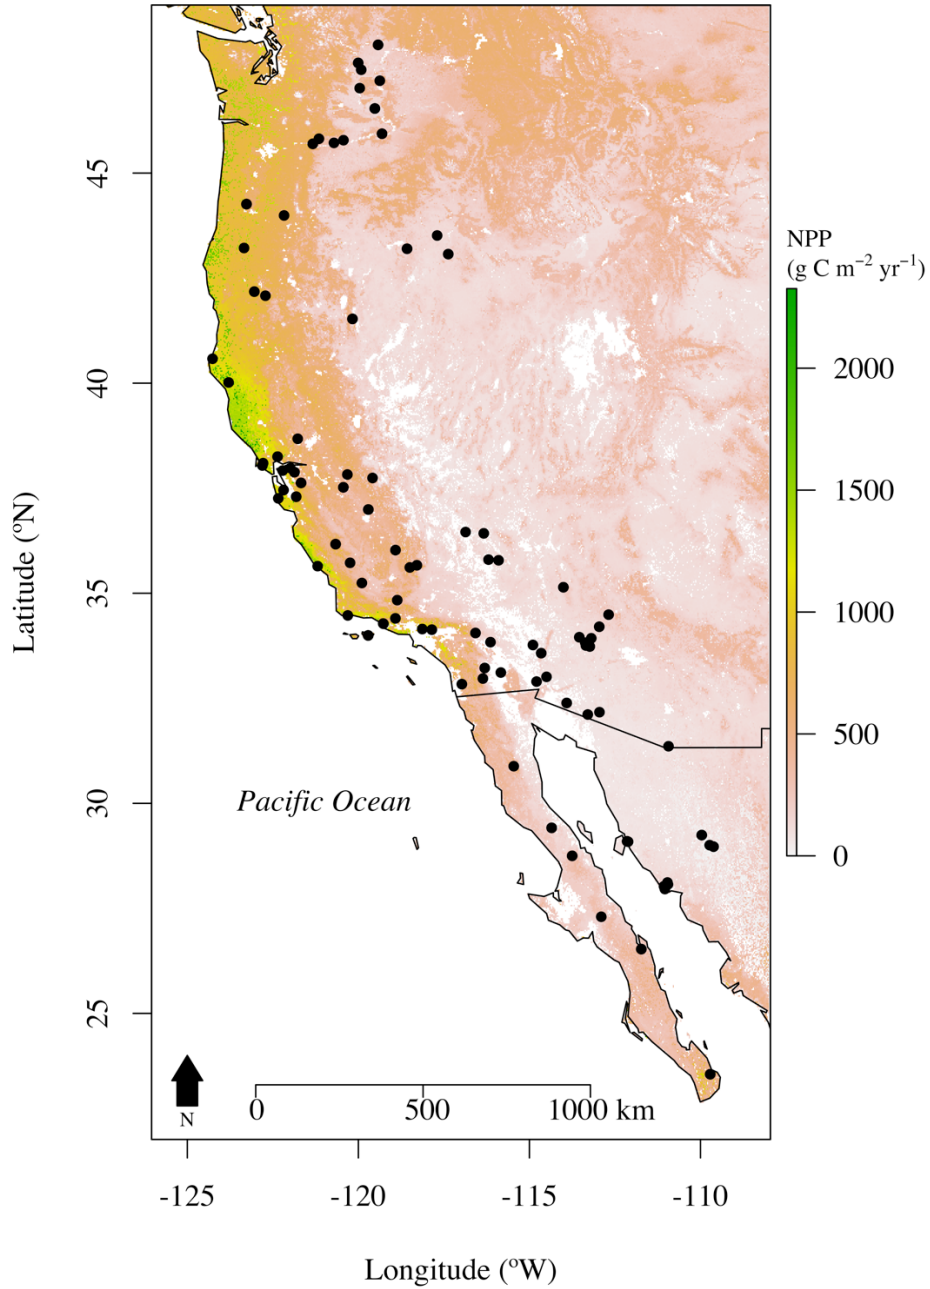 45
40
35
30
25
Latitude (°N)
Pacific Ocean
N
0 500 1000 km
-125 -120 -115 -110
Longitude (°W)
NPP
(g C m⁻² yr⁻¹)
2000
1500
1000
500
0